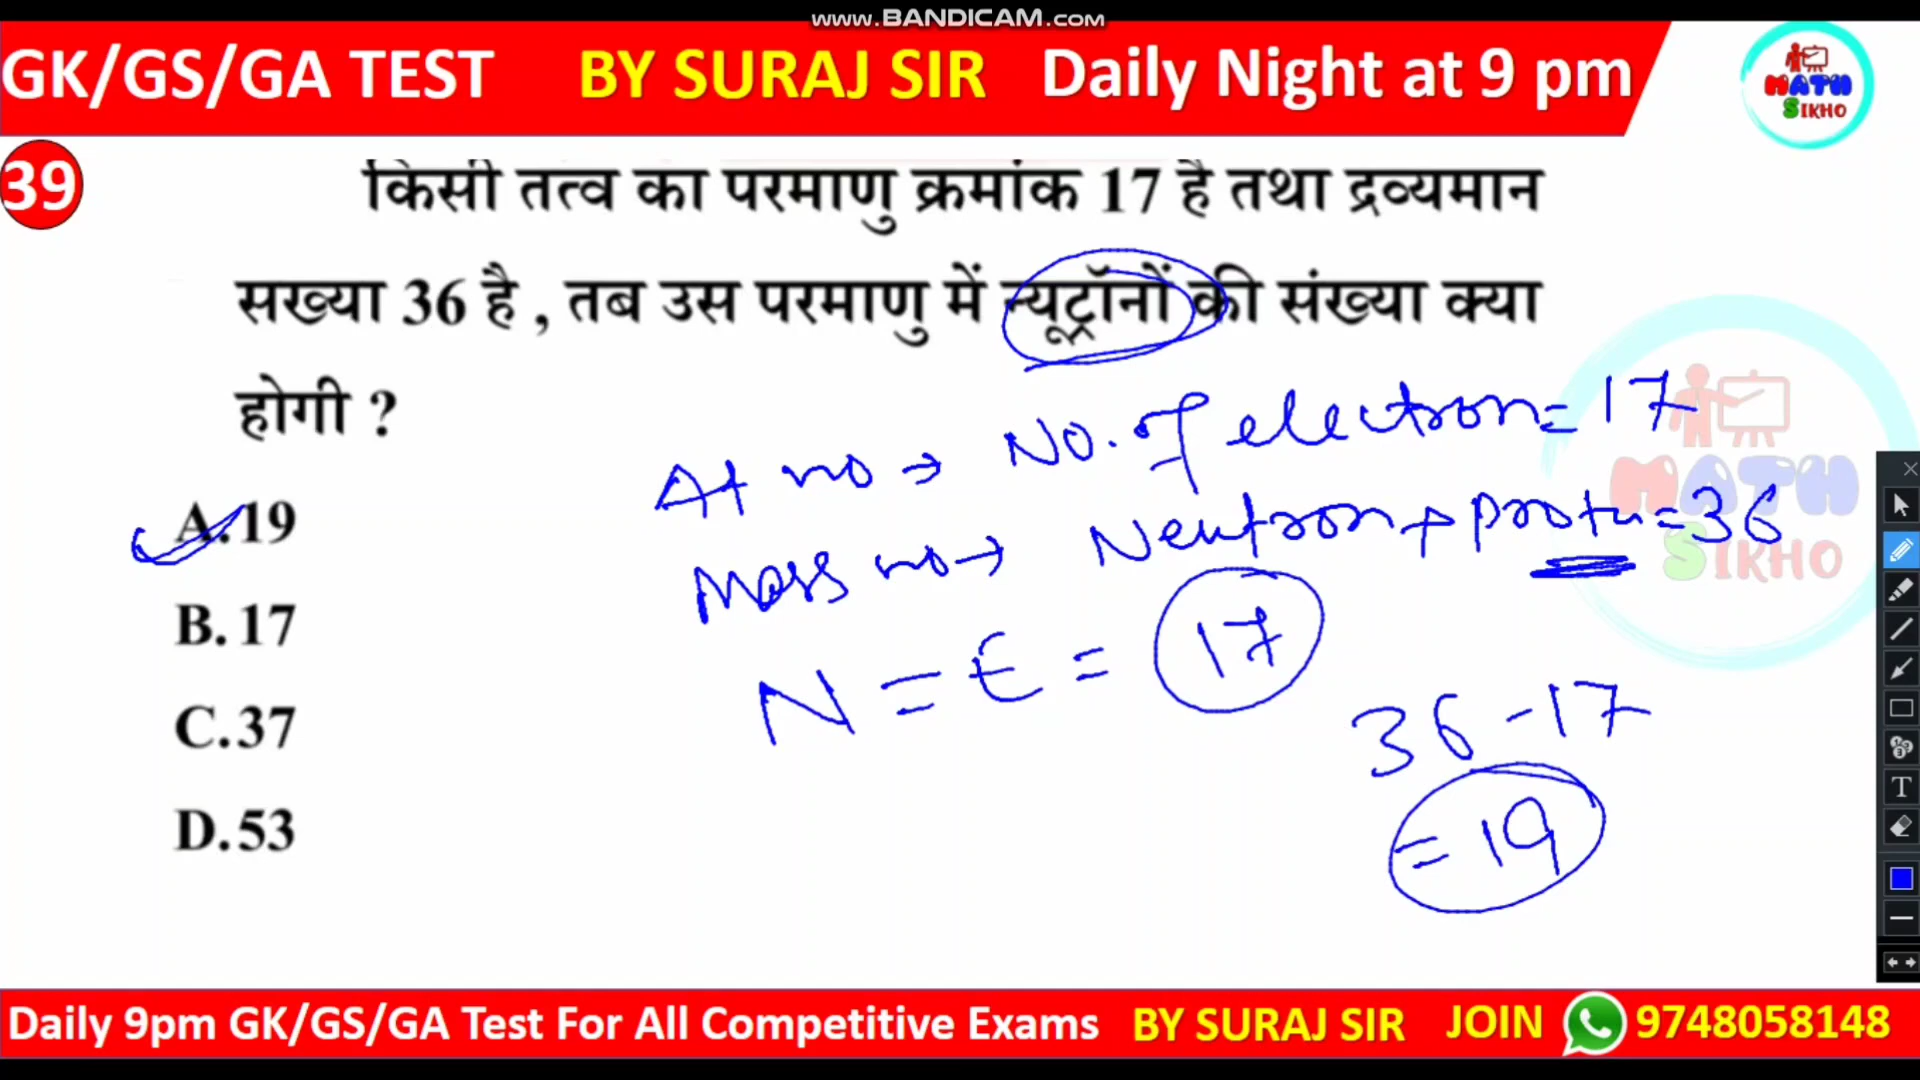 www.BANDICAM.com
GK/GS/GA TEST BY SURAJ SIR Daily Night at 9 pm
MATH
SIKHO
39
किसी तत्व का परमाणु क्रमांक 17 है तथा द्रव्यमान
सख्या 36 है , तब उस परमाणु में न्यूट्रॉनों की संख्या क्या
होगी ?
At no → No. of electron = 17
Mass no → Neutron + Protn = 36
A.19
B. 17
C.37
D.53
N = E = 17
36 - 17
= 19
MATH
SIKHO
Daily 9pm GK/GS/GA Test For All Competitive Exams BY SURAJ SIR JOIN 9748058148